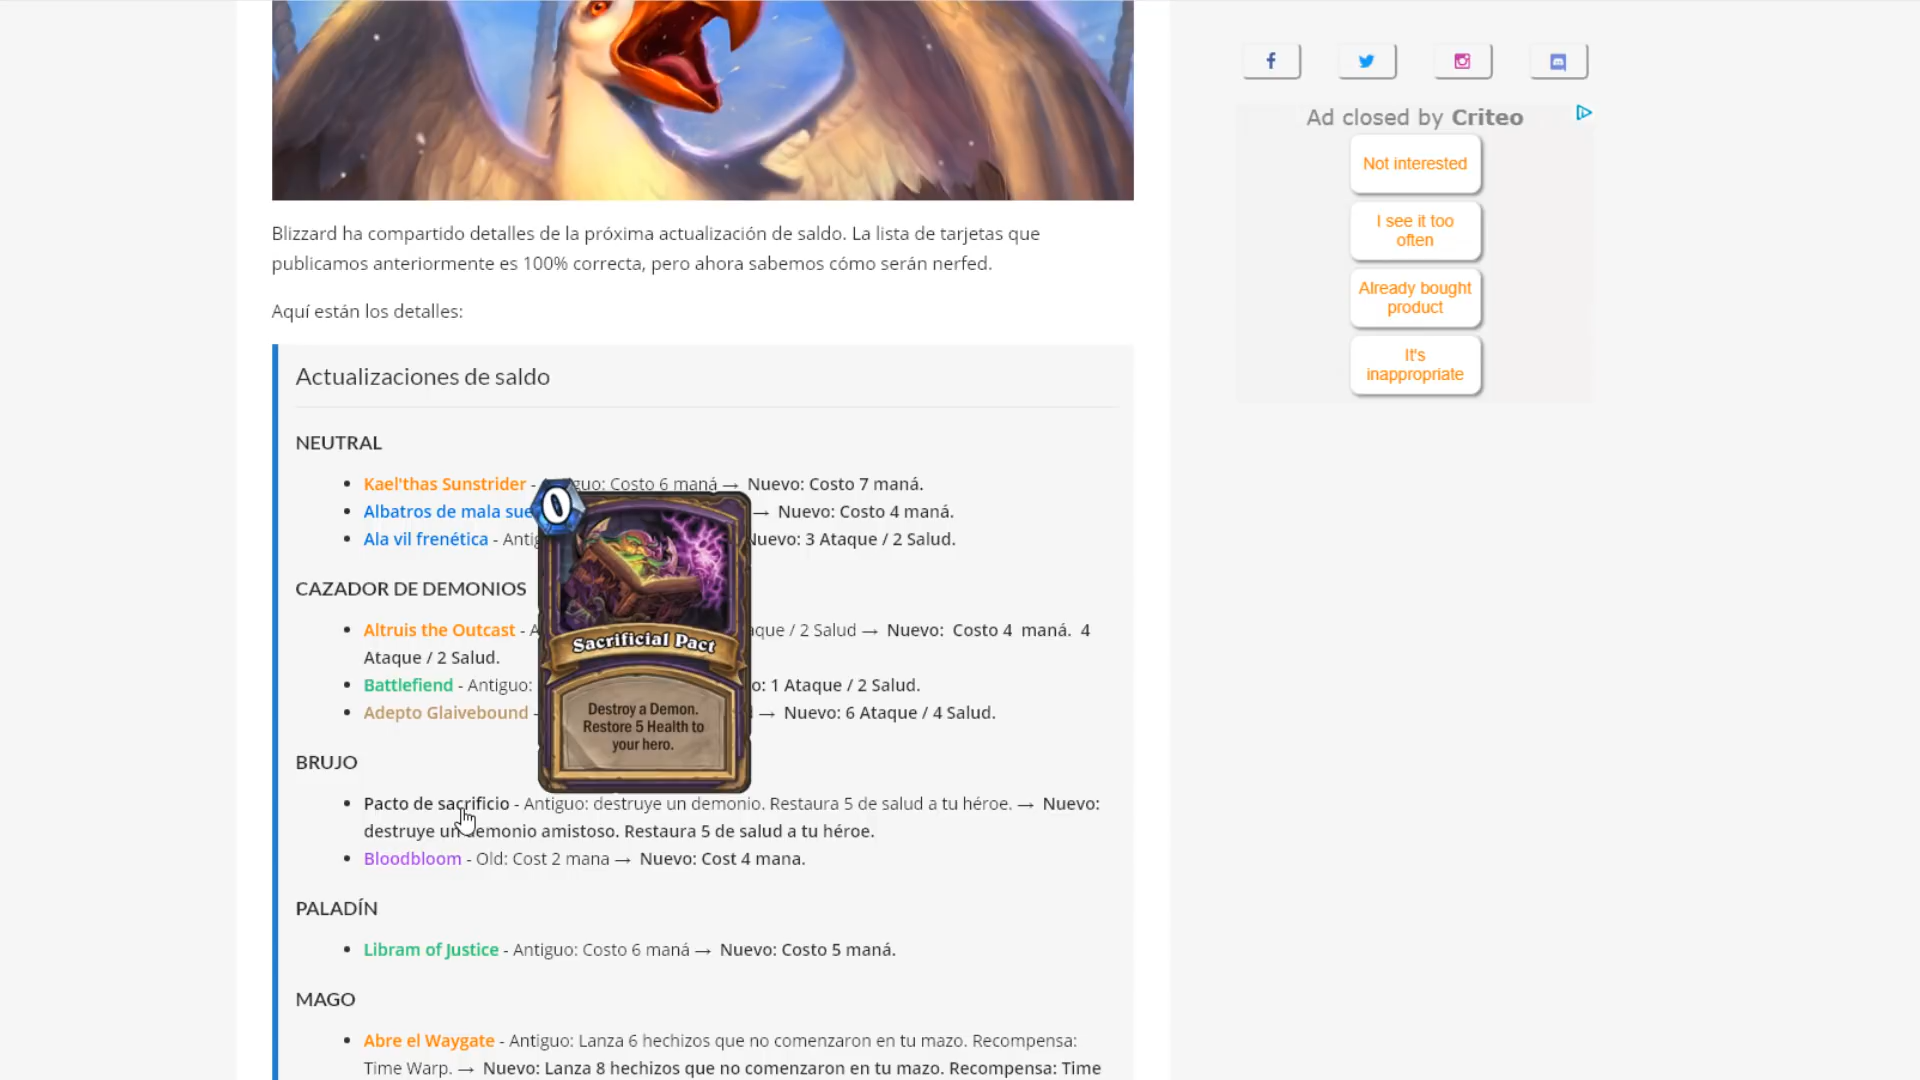 Blizzard ha compartido detalles de la próxima actualización de saldo. La lista de tarjetas que
publicamos anteriormente es 100% correcta, pero ahora sabemos cómo serán nerfed.
Aquí están los detalles:
Actualizaciones de saldo
NEUTRAL
Kael'thas Sunstrider - guo: Costo 6 maná → Nuevo: Costo 7 maná.
Albatros de mala sue → Nuevo: Costo 4 maná.
Ala vil frenética - Antig Nuevo: 3 Ataque / 2 Salud.
CAZADOR DE DEMONIOS
Altruis the Outcast - A aque / 2 Salud → Nuevo: Costo 4 maná. 4
Ataque / 2 Salud.
Battlefiend - Antiguo: o: 1 Ataque / 2 Salud.
Adepto Glaivebound - → Nuevo: 6 Ataque / 4 Salud.
0
Sacrificial Pact
Destroy a Demon.
Restore 5 Health to
your hero.
BRUJO
Pacto de sacrificio - Antiguo: destruye un demonio. Restaura 5 de salud a tu héroe. → Nuevo:
destruye un demonio amistoso. Restaura 5 de salud a tu héroe.
Bloodbloom - Old: Cost 2 mana → Nuevo: Cost 4 mana.
PALADÍN
Libram of Justice - Antiguo: Costo 6 maná → Nuevo: Costo 5 maná.
MAGO
Abre el Waygate - Antiguo: Lanza 6 hechizos que no comenzaron en tu mazo. Recompensa:
Time Warp. → Nuevo: Lanza 8 hechizos que no comenzaron en tu mazo. Recompensa: Time
Ad closed by Criteo
Not interested
I see it too
often
Already bought
product
It's
inappropriate